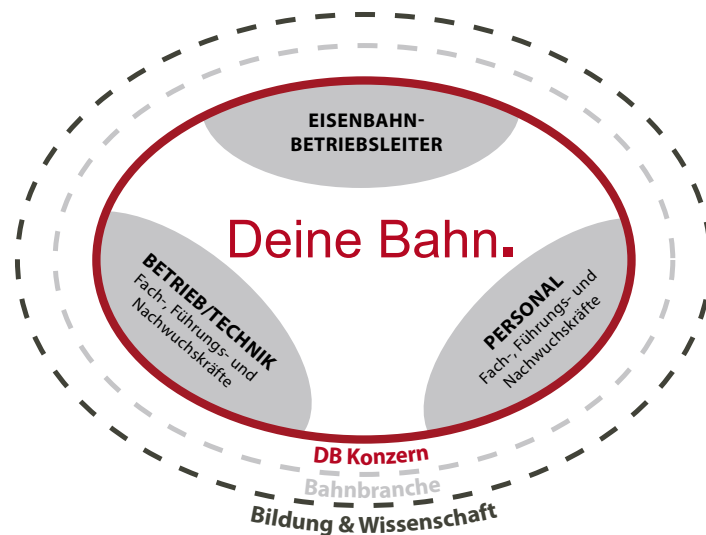 EISENBAHN-
BETRIEBSLEITER
Deine Bahn.
BETRIEB/TECHNIK
Fach-, Führungs- und
Nachwuchskräfte
PERSONAL
Fach-, Führungs- und
Nachwuchskräfte
DB Konzern
Bahnbranche
Bildung & Wissenschaft